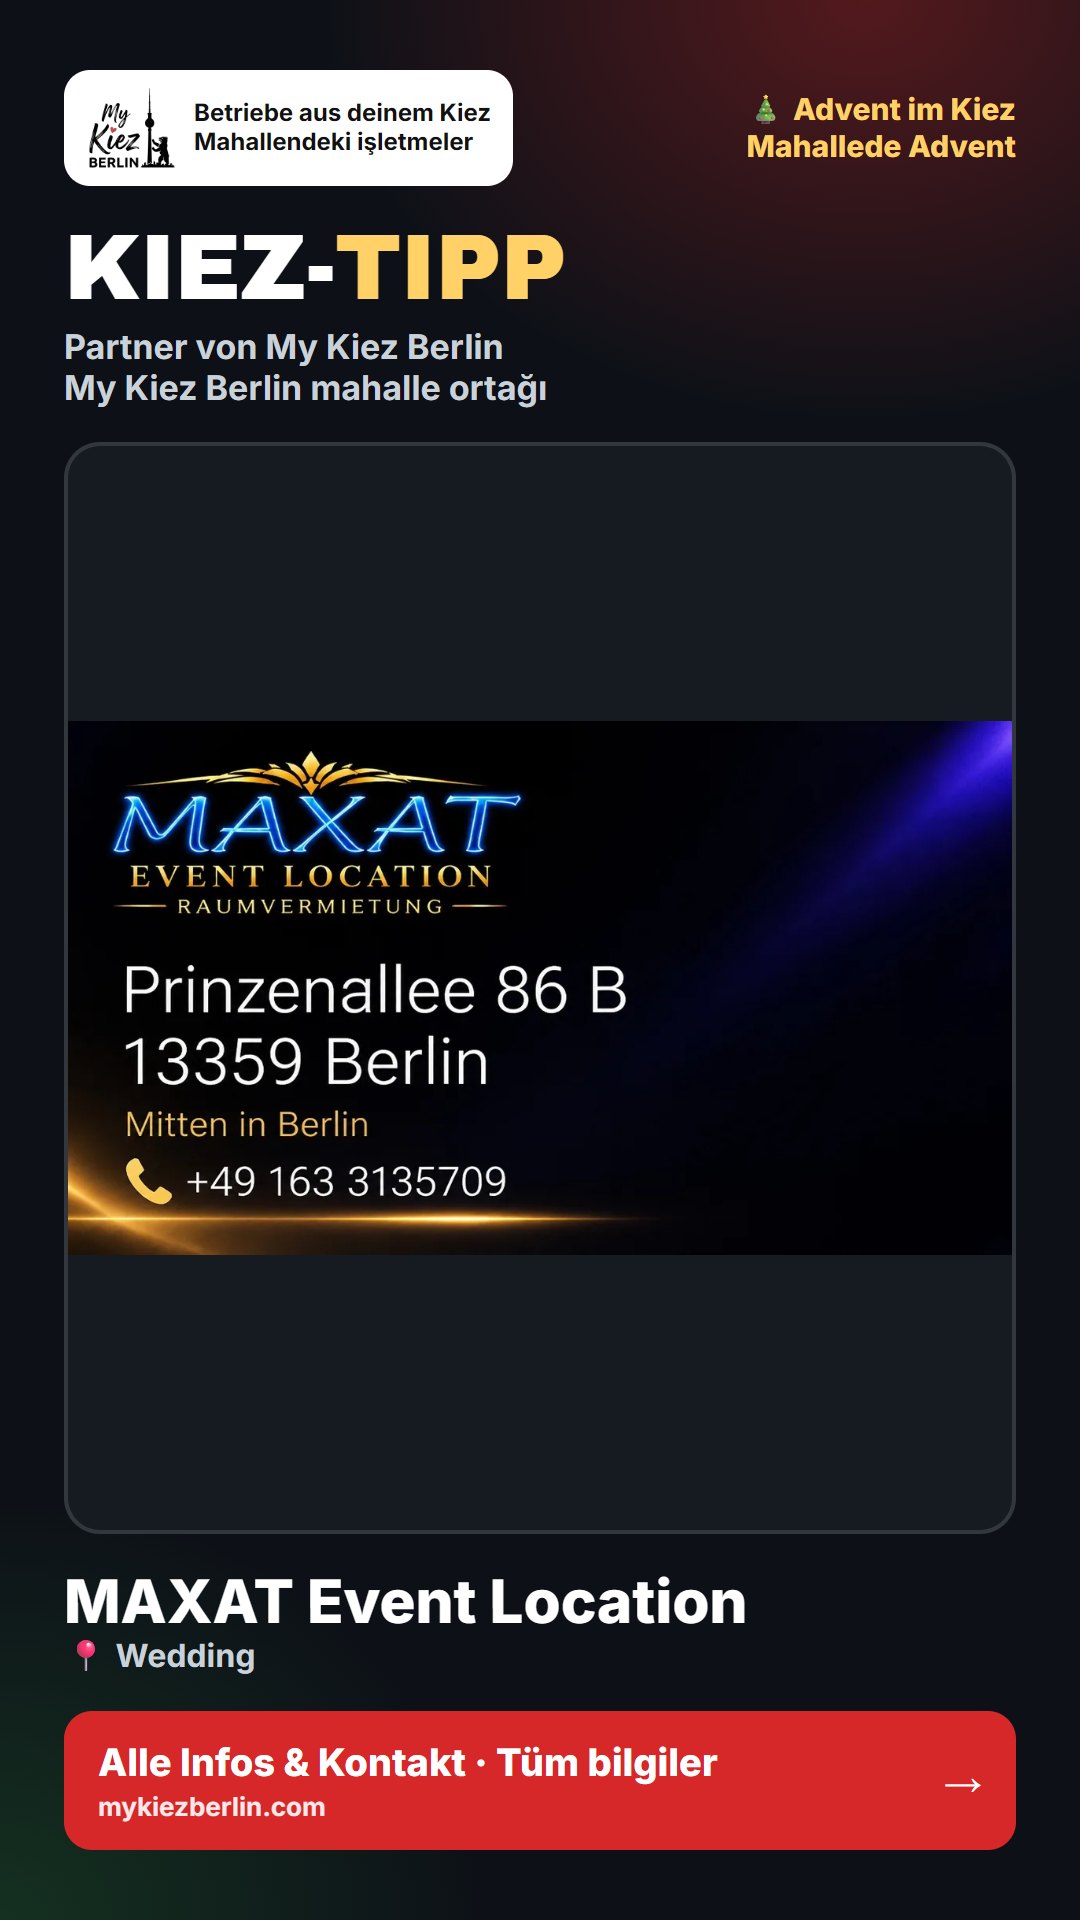 My
Kiez
BERLIN
Betriebe aus deinem Kiez
Mahallendeki işletmeler
🎄 Advent im Kiez
Mahallede Advent
KIEZ-TIPP
Partner von My Kiez Berlin
My Kiez Berlin mahalle ortağı
MAXAT
EVENT LOCATION
RAUMVERMIETUNG
Prinzenallee 86 B
13359 Berlin
Mitten in Berlin
+49 163 3135709
MAXAT Event Location
📍 Wedding
Alle Infos & Kontakt · Tüm bilgiler →
mykiezberlin.com